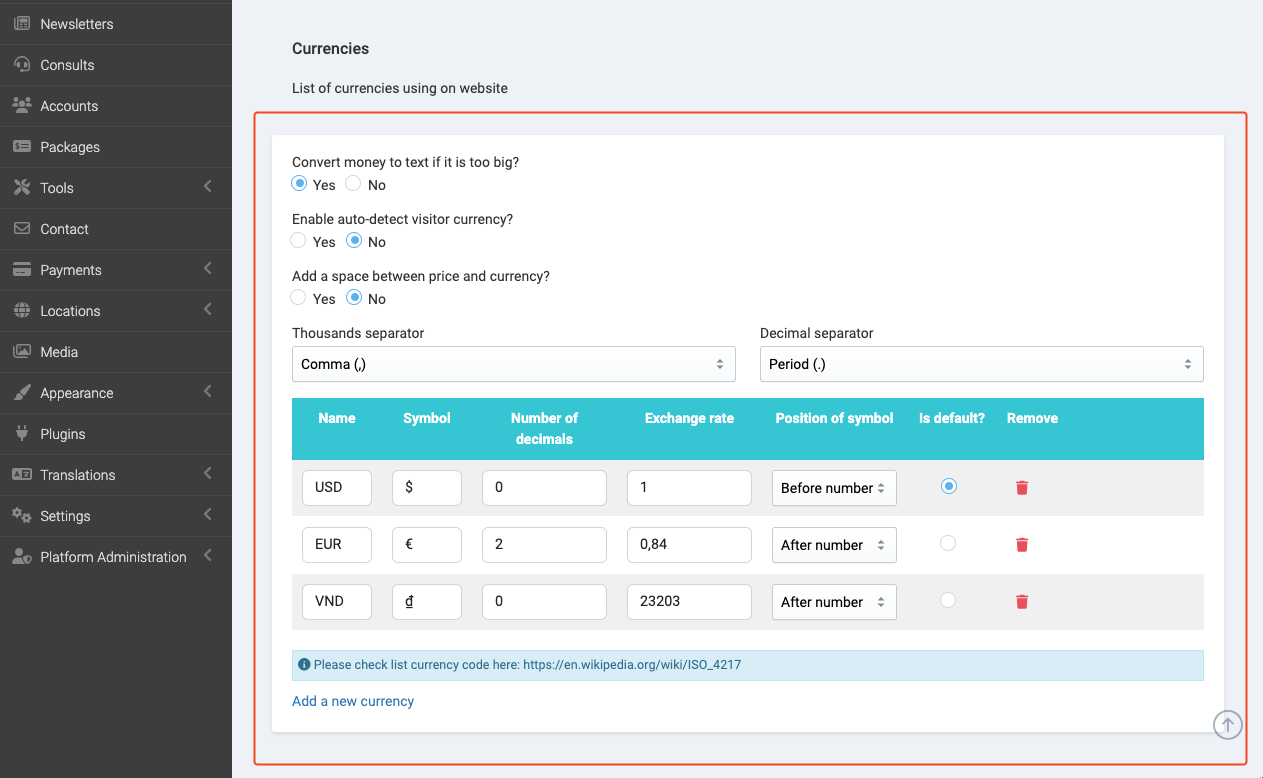 Newsletters
Consults
Accounts
Packages
Tools
Contact
Payments
Locations
Media
Appearance
Plugins
Translations
Settings
Platform Administration
Currencies
List of currencies using on website
Convert money to text if it is too big?
Yes No
Enable auto-detect visitor currency?
Yes No
Add a space between price and currency?
Yes No
Thousands separator Decimal separator
Comma (,) Period (.)
Name Symbol Number of decimals Exchange rate Position of symbol Is default? Remove
USD $ 0 1 Before number
EUR € 2 0,84 After number
VND ₫ 0 23203 After number
Please check list currency code here: https://en.wikipedia.org/wiki/ISO_4217
Add a new currency